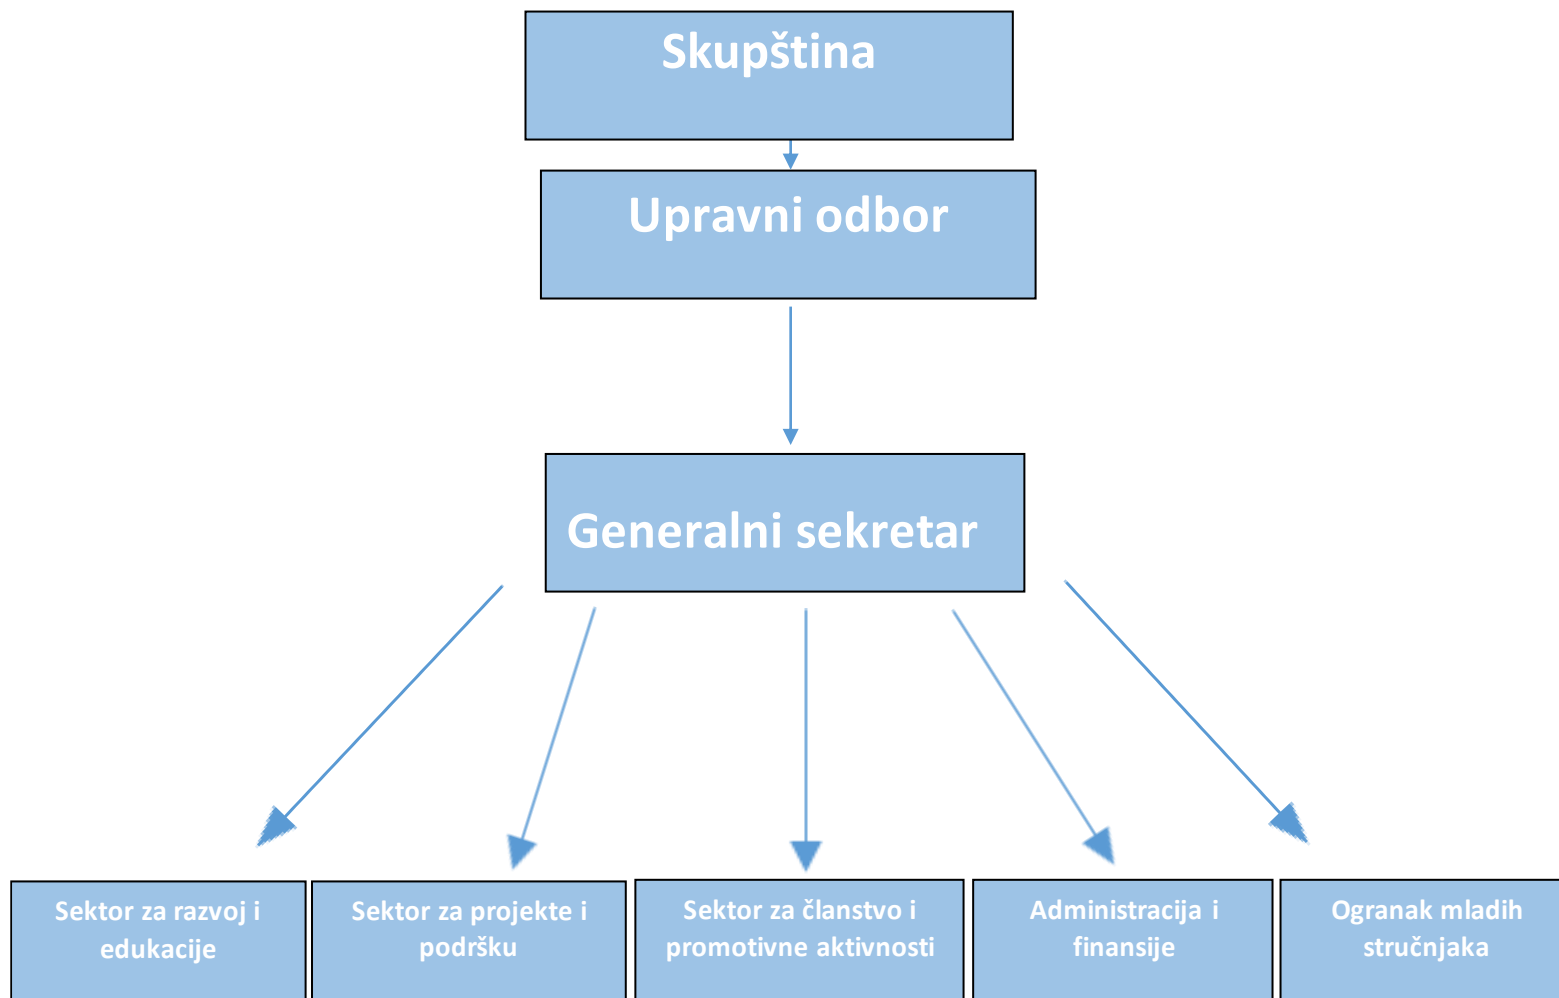 Skupština
Upravni odbor
Generalni sekretar
Sektor za razvoj i
edukacije
Sektor za projekte i
podršku
Sektor za članstvo i
promotivne aktivnosti
Administracija i
finansije
Ogranak mladih
stručnjaka